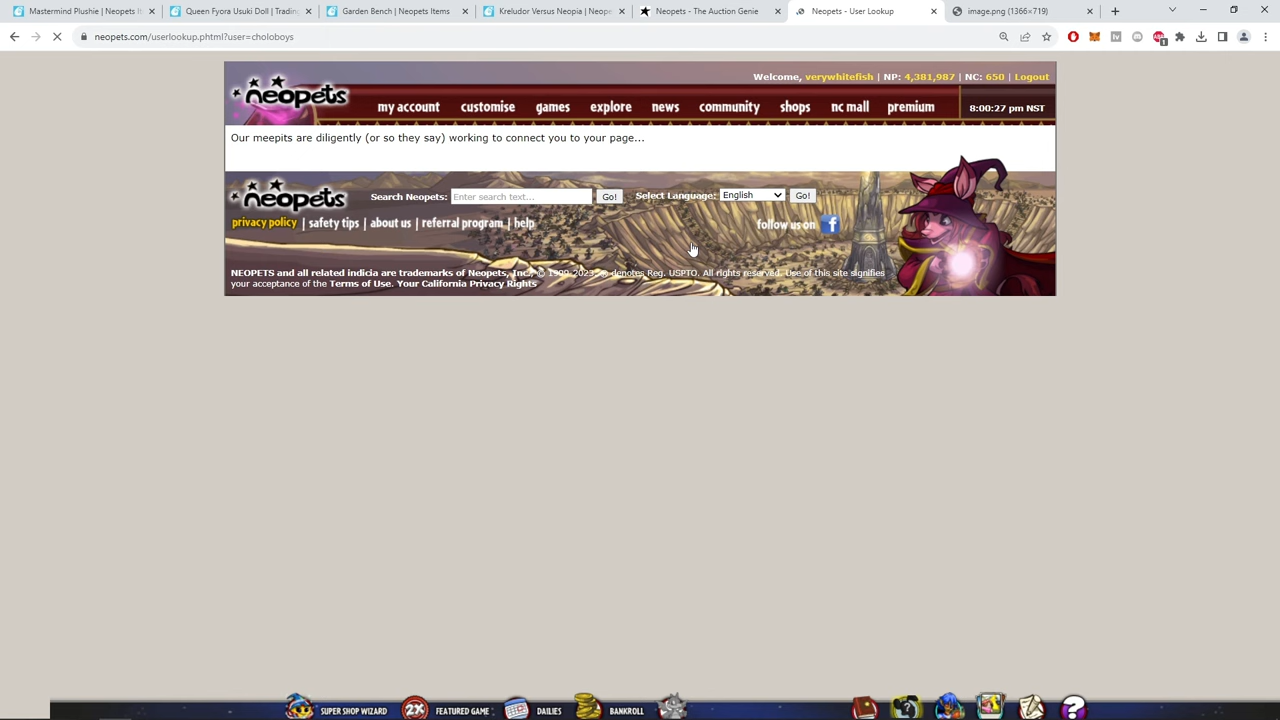 Mastermind Plushie | Neopets It
Queen Fyora Usuki Doll | Trading
Garden Bench | Neopets Items
Kreludor Versus Neopia | Neope
Neopets - The Auction Genie
Neopets - User Lookup
image.png (1366×719)
neopets.com/userlookup.phtml?user=choloboys
Welcome, verywhitefish | NP: 4,381,987 | NC: 650 | Logout
neopets
my account customise games explore news community shops nc mall premium
8:00:27 pm NST
Our meepits are diligently (or so they say) working to connect you to your page...
neopets
Search Neopets: Enter search text... Go! Select Language: English Go!
privacy policy | safety tips | about us | referral program | help
follow us on f
NEOPETS and all related indicia are trademarks of Neopets, Inc., © 1999-2023. ® denotes Reg. USPTO. All rights reserved. Use of this site signifies
your acceptance of the Terms of Use. Your California Privacy Rights
SUPER SHOP WIZARD 2X FEATURED GAME DAILIES BANKROLL